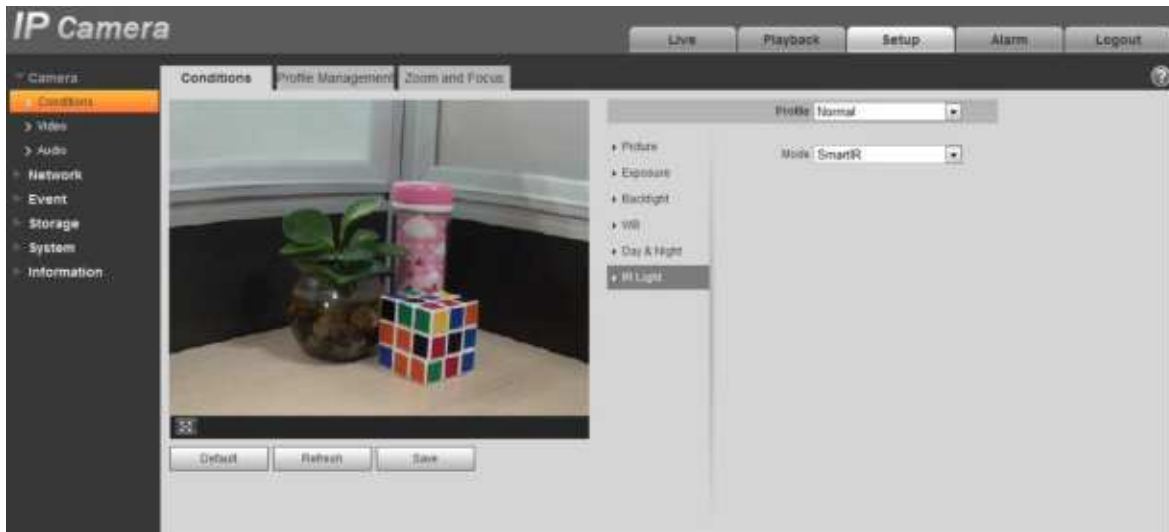 IP Camera
Live Playback Setup Alarm Logout
Camera
Conditions
Video
Audio
Network
Event
Storage
System
Information
Conditions Profile Management Zoom and Focus
Profile Normal
Mode SmartIR
Picture
Exposure
Backlight
WB
Day & Night
IR Light
Default Refresh Save